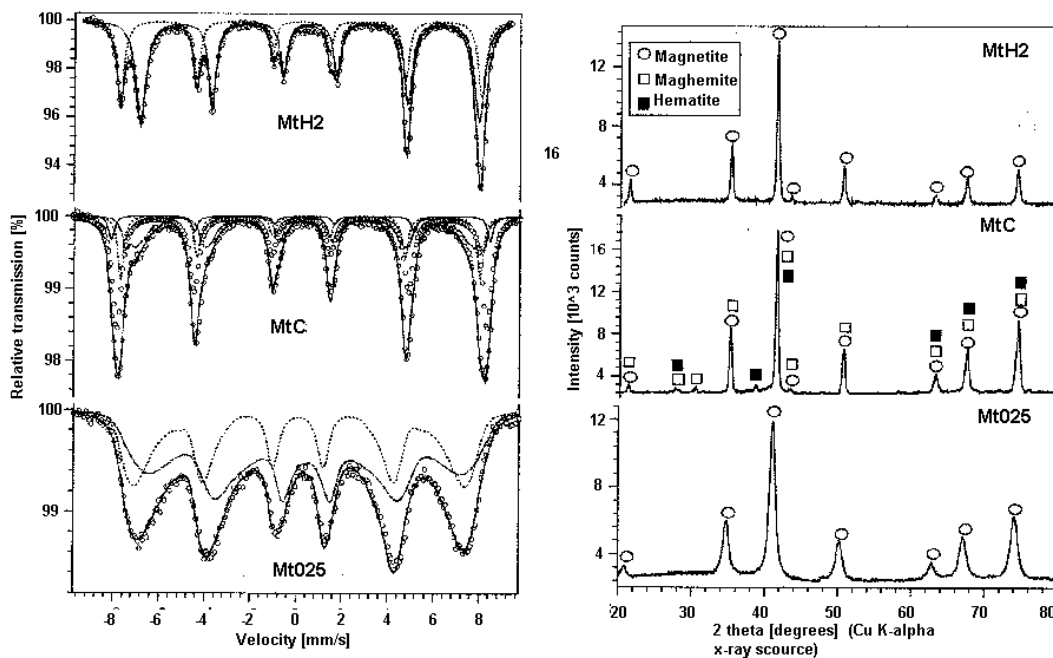 100
98
96
94
MtH2
100
99
98
MtC
100
99
Mt025
Relative transmission [%]
-8
-6
-4
-2
0
2
4
6
8
Velocity [mm/s]
Magnetite
Maghemite
Hematite
MtH2
12
8
4
16
MtC
16
12
8
4
Mt025
12
8
4
Intensity [10^3 counts]
20
30
40
50
60
70
80
2 theta [degrees] (Cu K-alpha
x-ray scource)